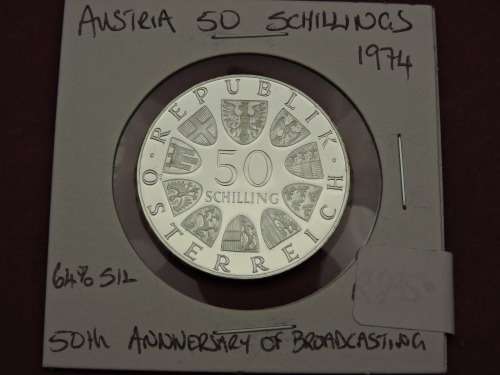 AUSTRIA 50 SCHILLINGS
1974
REPUBLIK · ÖSTERREICH ·
50
SCHILLING
64% SIL
50th ANNIVERSARY OF BROADCASTING